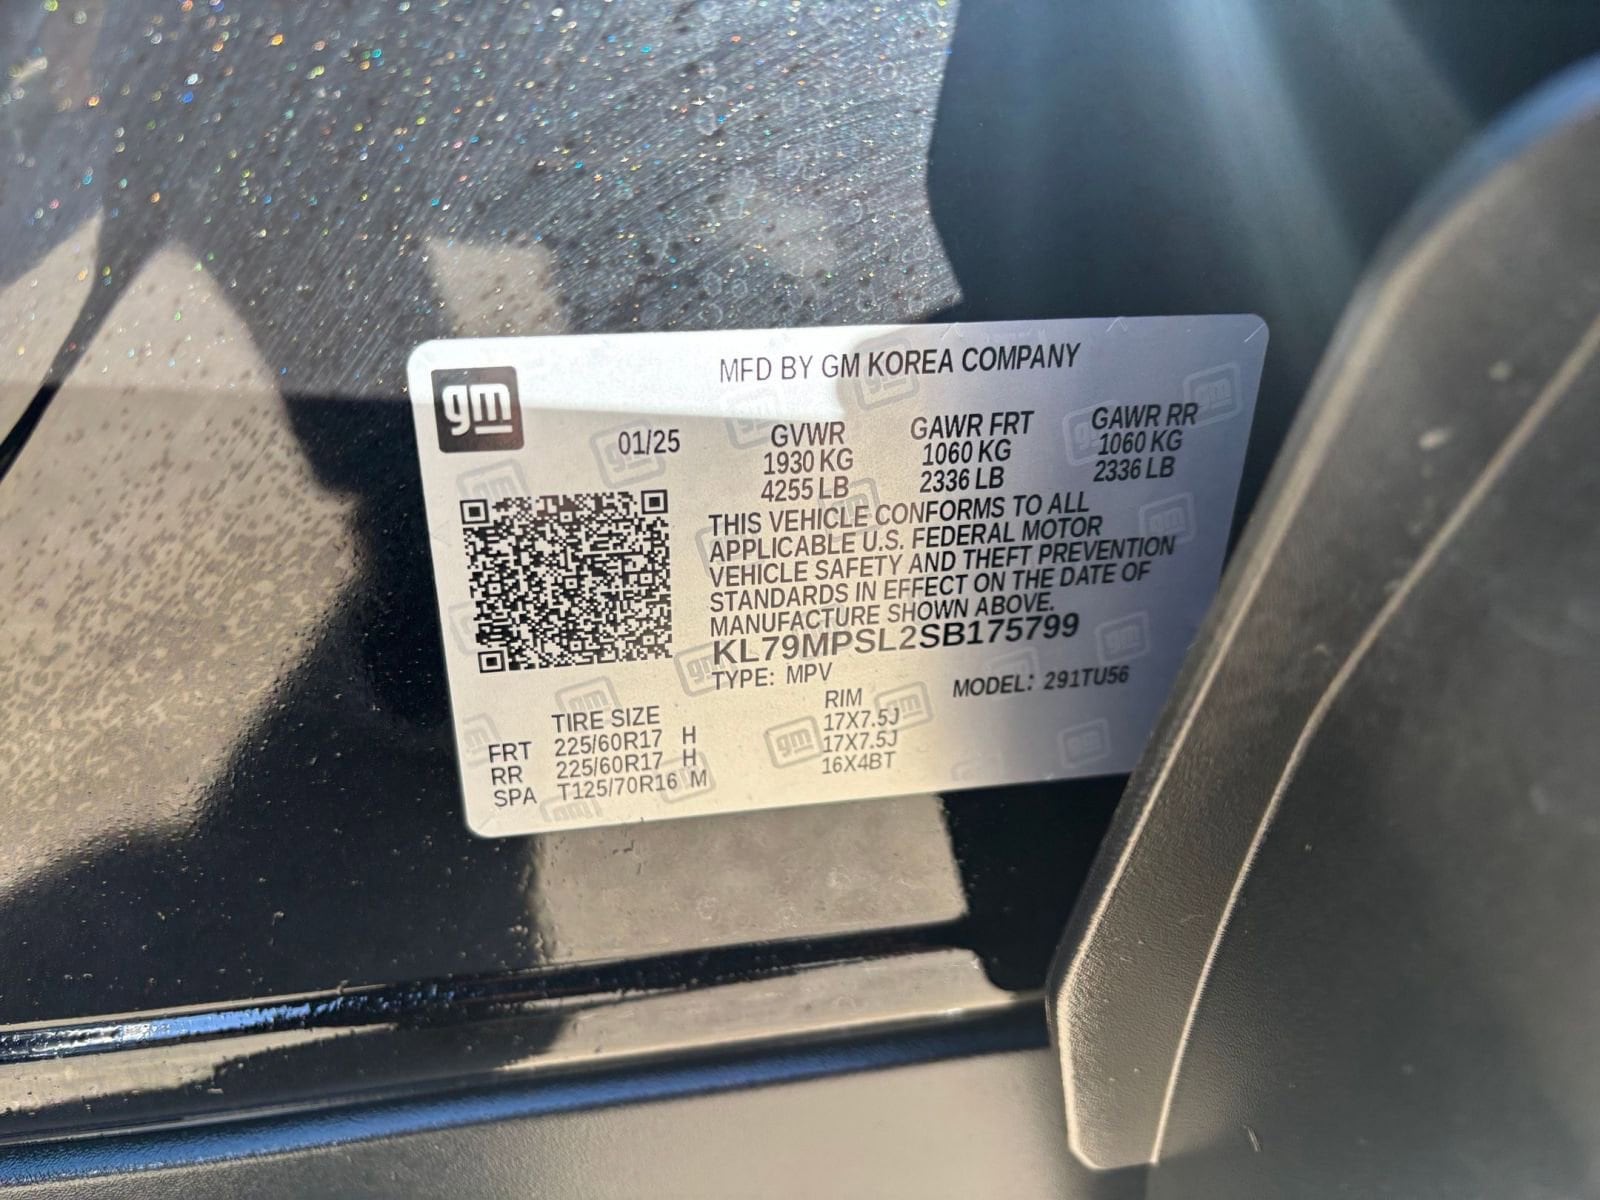 MFD BY GM KOREA COMPANY
gm
01/25
GVWR GAWR FRT GAWR RR
1930 KG 1060 KG 1060 KG
4255 LB 2336 LB 2336 LB
THIS VEHICLE CONFORMS TO ALL
APPLICABLE U.S. FEDERAL MOTOR
VEHICLE SAFETY AND THEFT PREVENTION
STANDARDS IN EFFECT ON THE DATE OF
MANUFACTURE SHOWN ABOVE.
KL79MPSL2SB175799
TYPE: MPV MODEL: 291TU56
TIRE SIZE RIM
FRT 225/60R17 H 17X7.5J
RR 225/60R17 H 17X7.5J
SPA T125/70R16 M 16X4BT